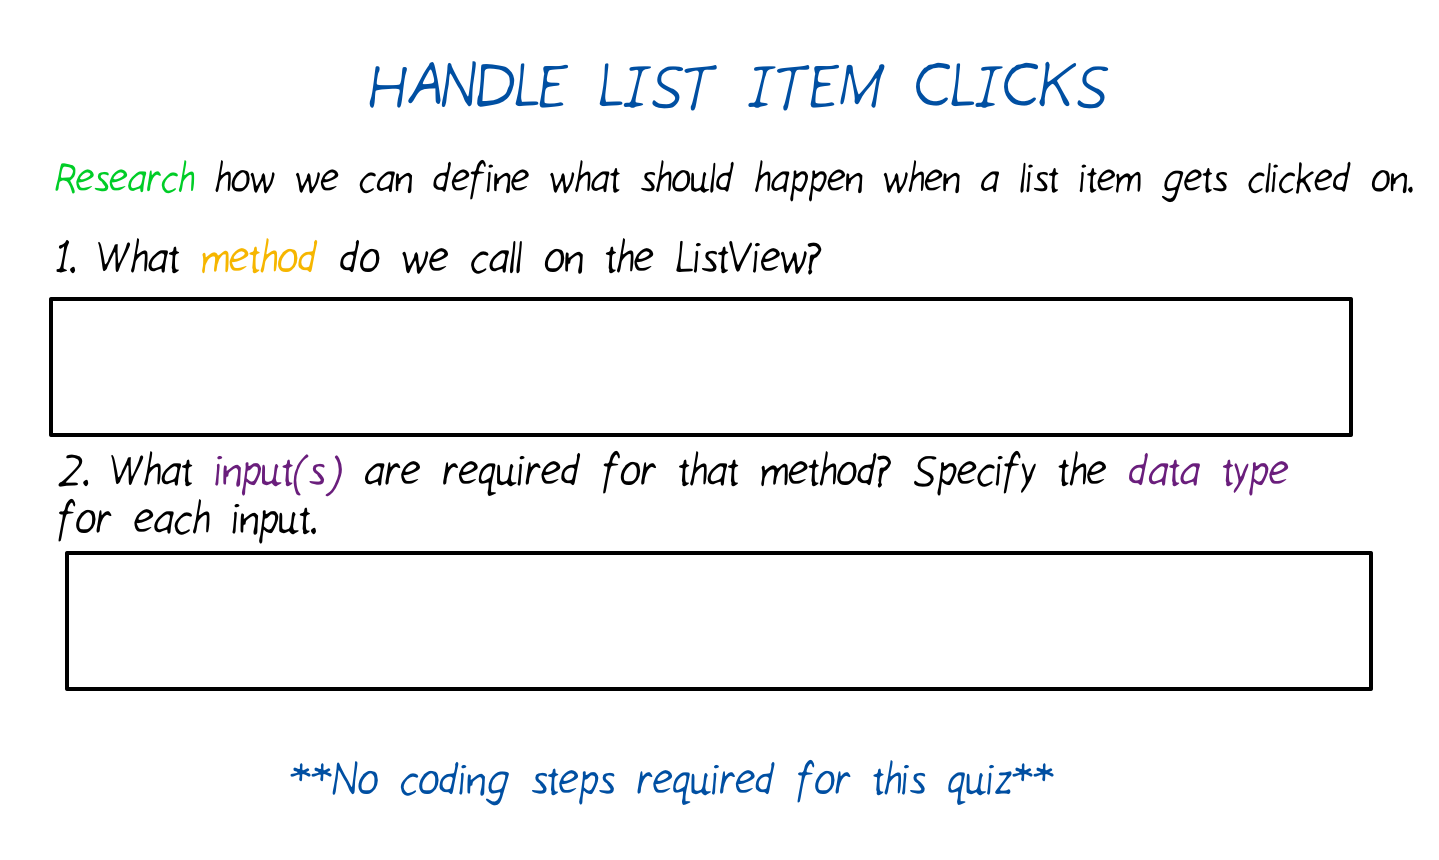 HANDLE LIST ITEM CLICKS
Research how we can define what should happen when a list item gets clicked on.
1. What method do we call on the ListView?
2. What input(s) are required for that method? Specify the data type
for each input.
**No coding steps required for this quiz**